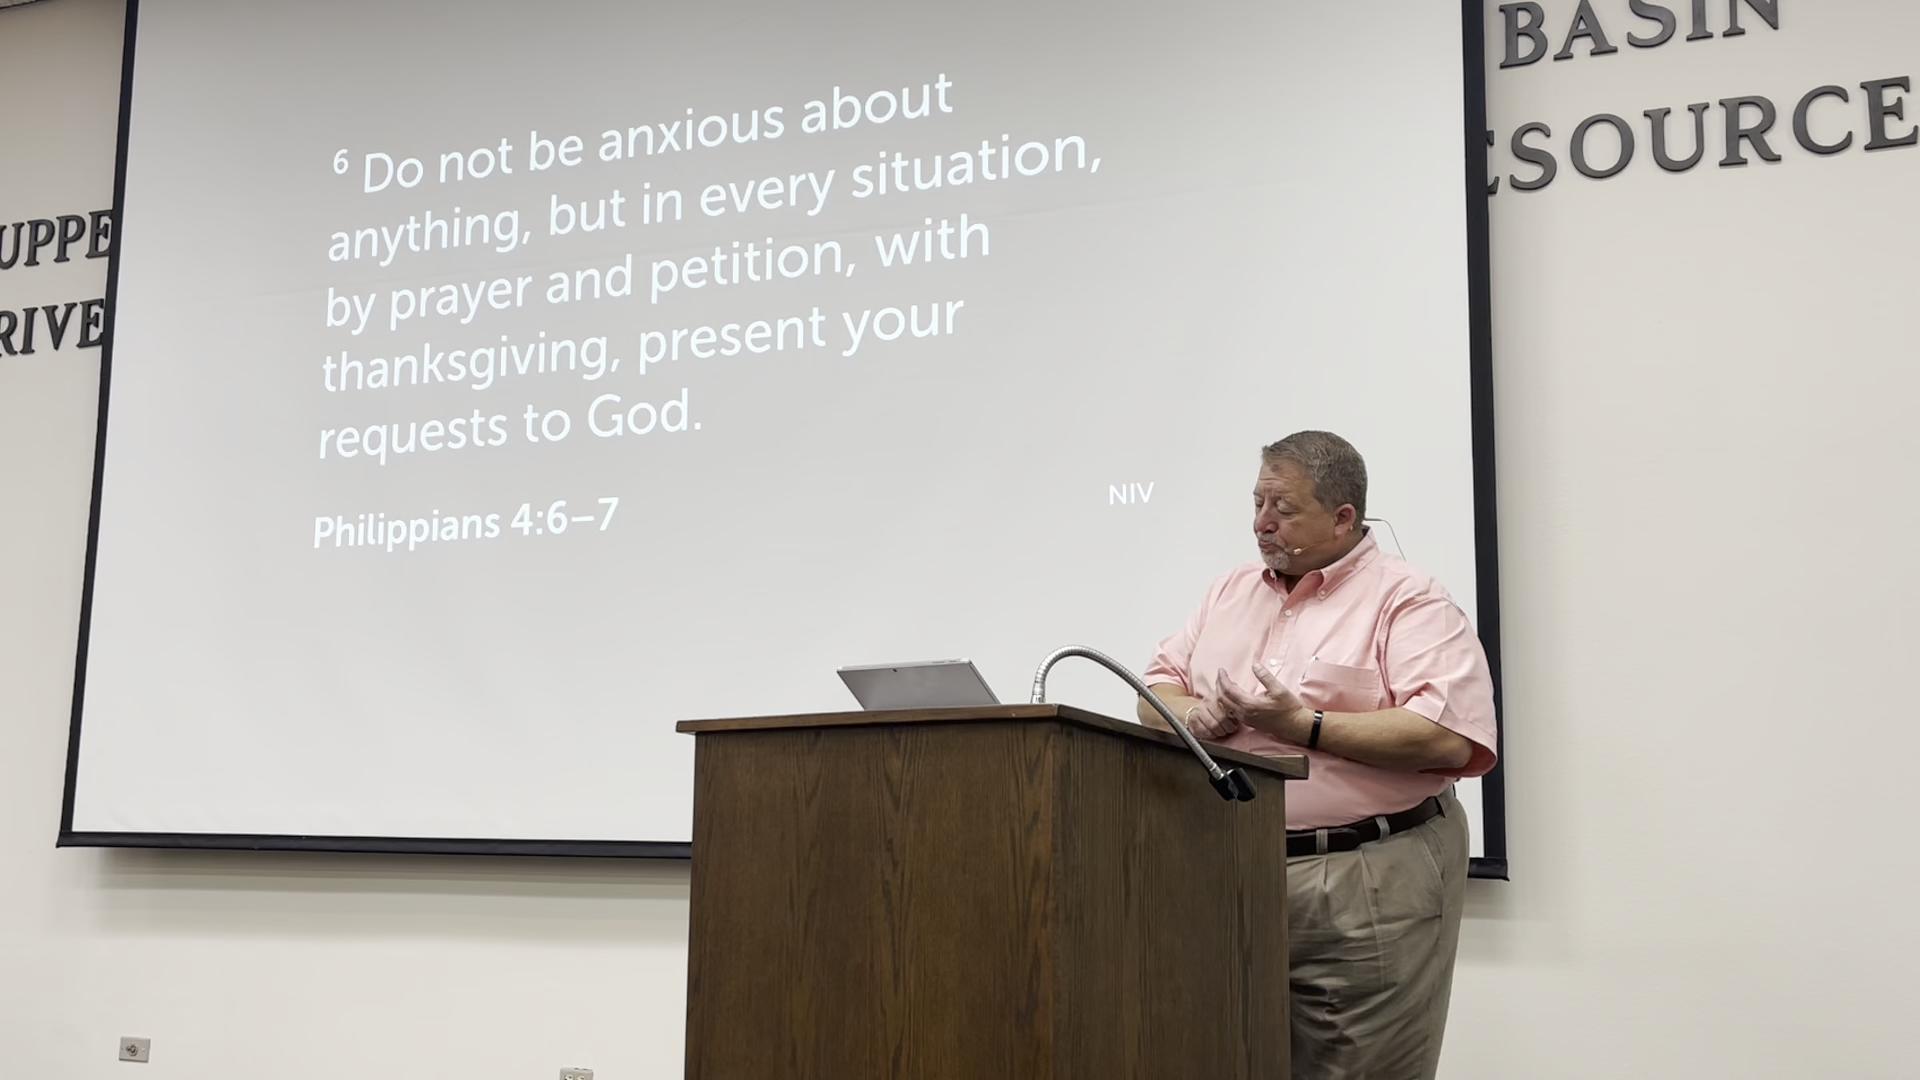 6 Do not be anxious about
anything, but in every situation,
by prayer and petition, with
thanksgiving, present your
requests to God.
Philippians 4:6–7
NIV
UPPE
RIVE
BASIN
ESOURCE